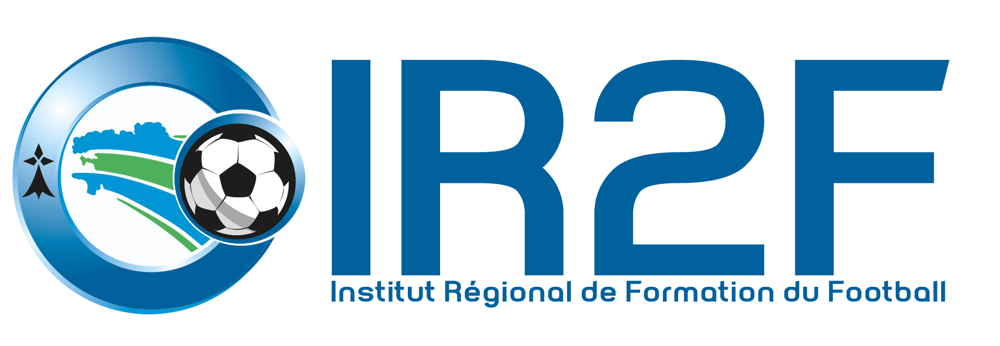 IR2F
Institut Régional de Formation du Football